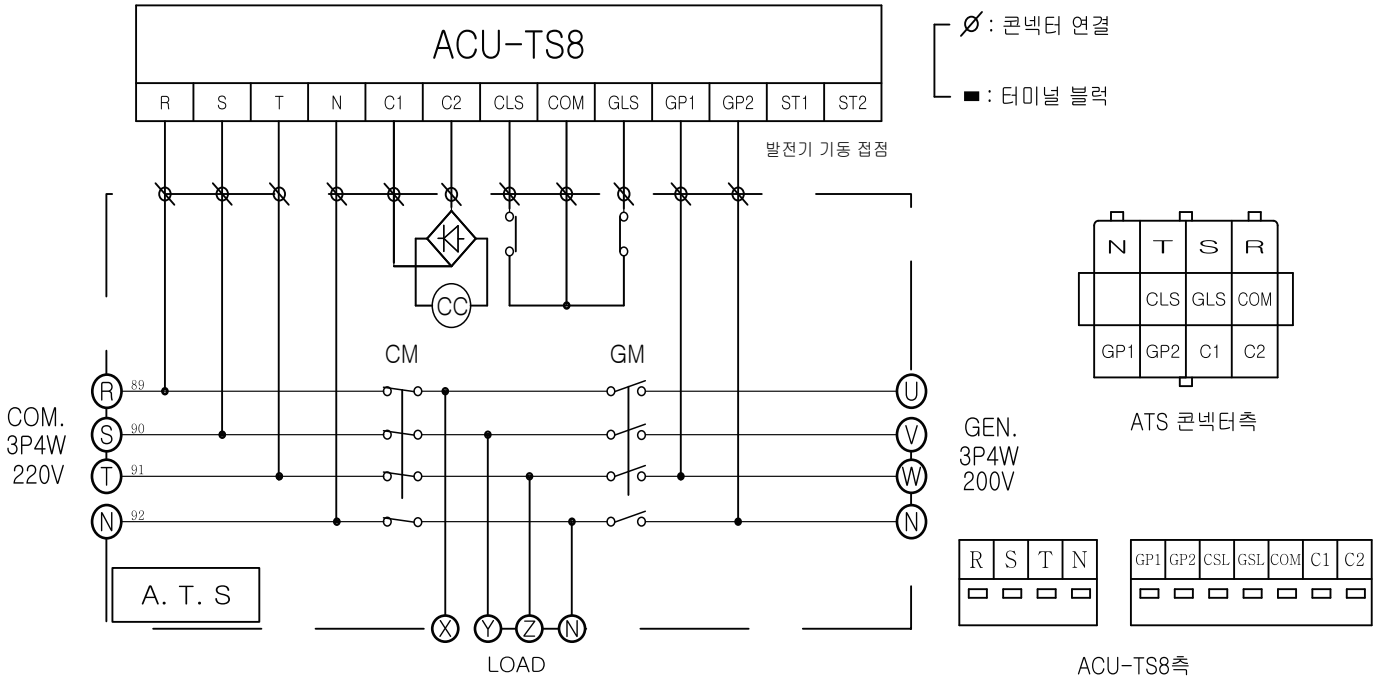 ACU-TS8
R S T N C1 C2 CLS COM GLS GP1 GP2 ST1 ST2
발전기 기동 접점
: 콘넥터 연결
: 터미널 블럭
CC
CM GM
R 89
S 90
T 91
N 92
COM.
3P4W
220V
U
V
W
N
GEN.
3P4W
200V
A. T. S
X Y Z N
LOAD
N T S R
CLS GLS COM
GP1 GP2 C1 C2
ATS 콘넥터측
R S T N
GP1 GP2 CSL GSL COM C1 C2
ACU-TS8측